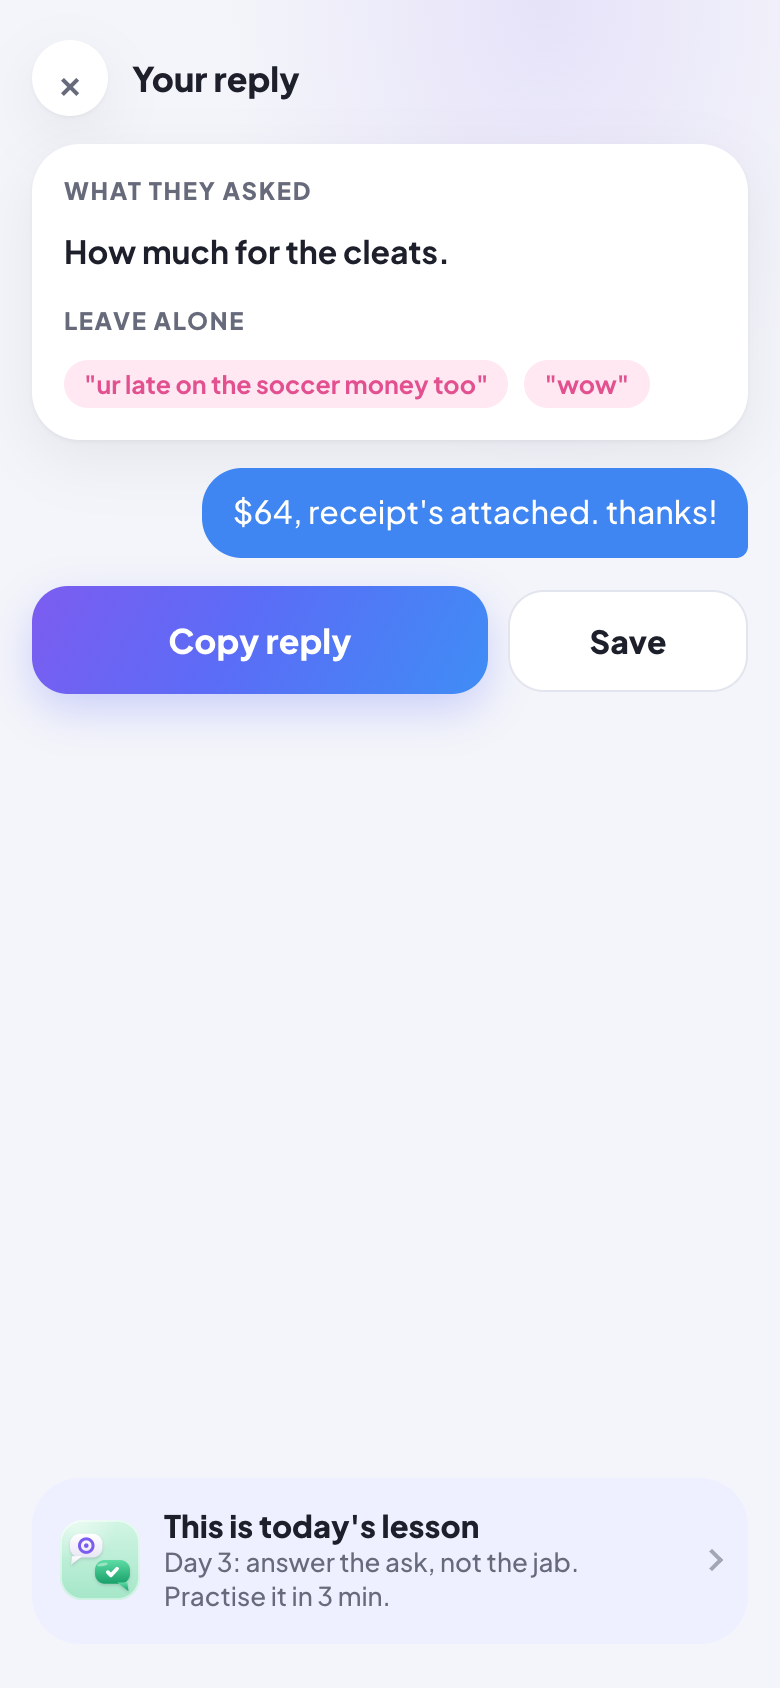 Your reply
WHAT THEY ASKED
How much for the cleats.
LEAVE ALONE
"ur late on the soccer money too" "wow"
$64, receipt's attached. thanks!
Copy reply Save
This is today's lesson
Day 3: answer the ask, not the jab.
Practise it in 3 min.